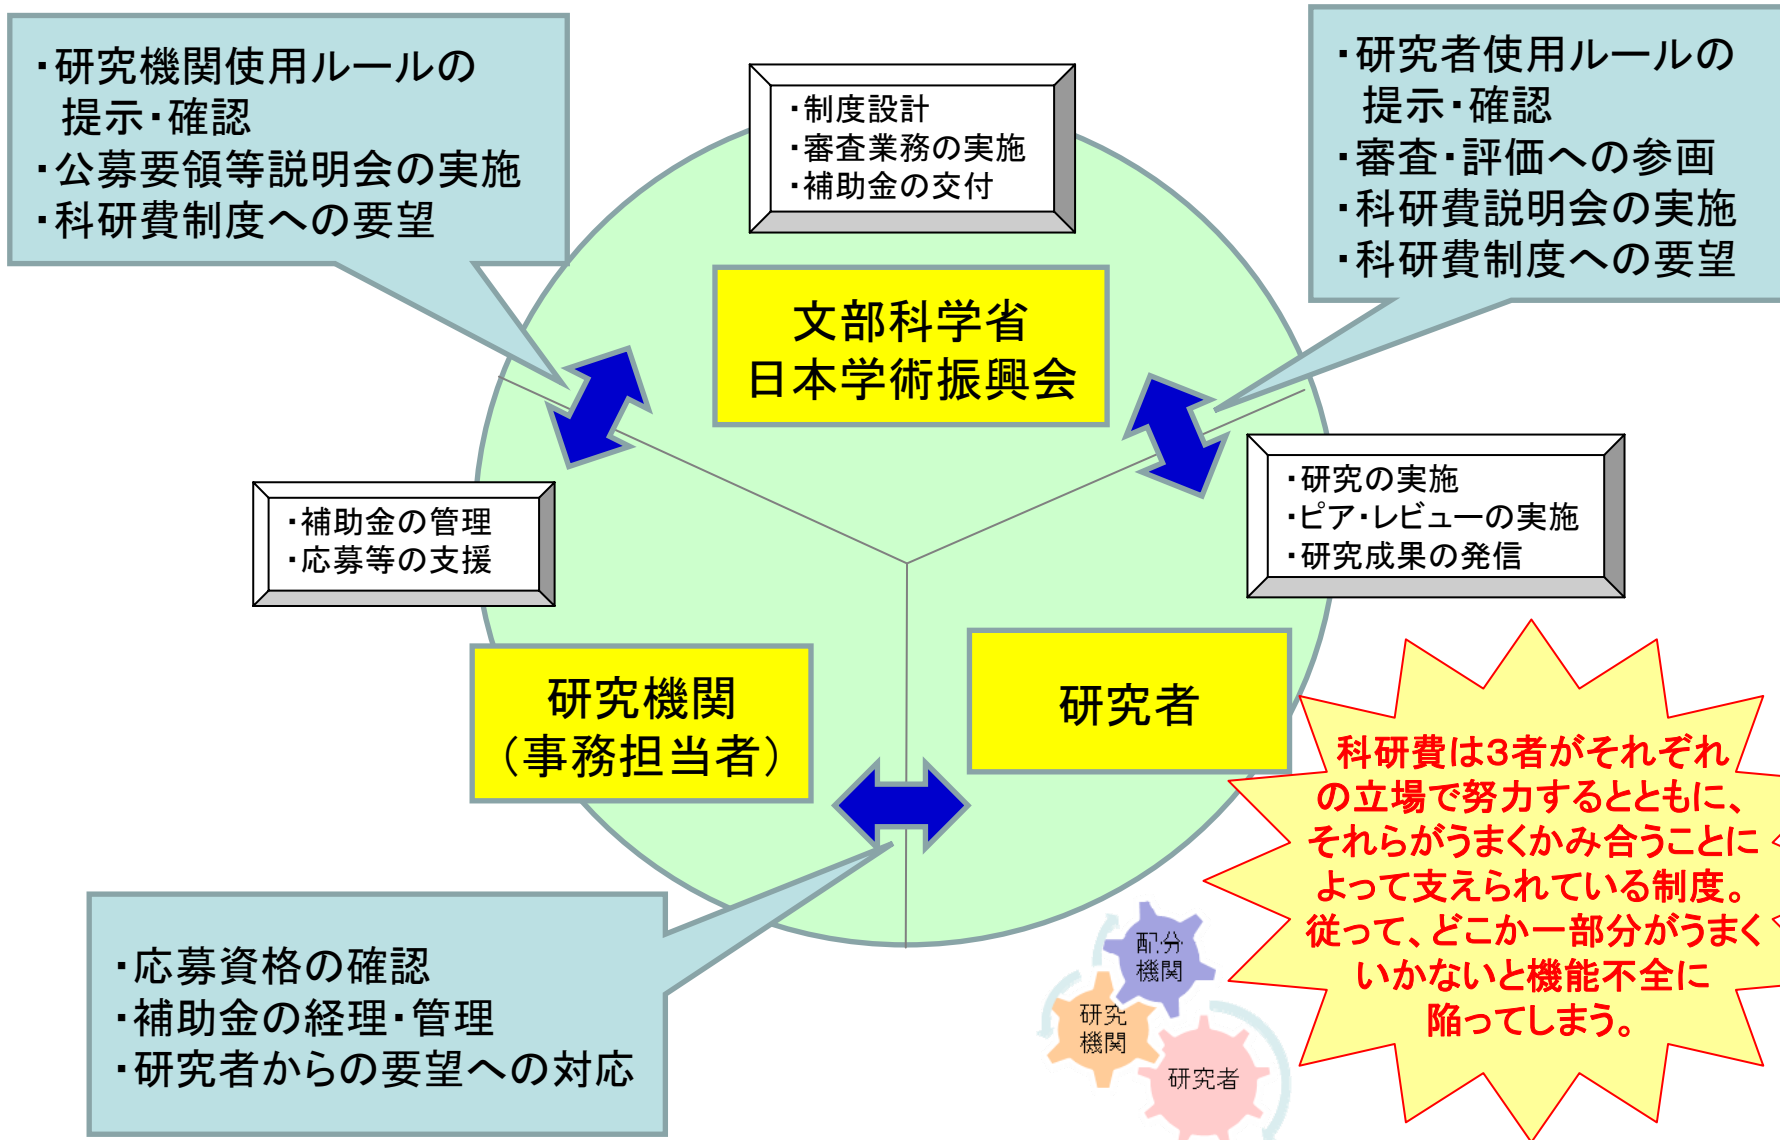 ・研究機関使用ルールの
提示・確認
・公募要領等説明会の実施
・科研費制度への要望
・制度設計
・審査業務の実施
・補助金の交付
・研究者使用ルールの
提示・確認
・審査・評価への参画
・科研費説明会の実施
・科研費制度への要望
文部科学省
日本学術振興会
・補助金の管理
・応募等の支援
・研究の実施
・ピア・レビューの実施
・研究成果の発信
研究機関
（事務担当者）
研究者
科研費は３者がそれぞれ
の立場で努力するとともに、
それらがうまくかみ合うことに
よって支えられている制度。
従って、どこか一部分がうまく
いかないと機能不全に
陥ってしまう。
・応募資格の確認
・補助金の経理・管理
・研究者からの要望への対応
配分
機関
研究
機関
研究者